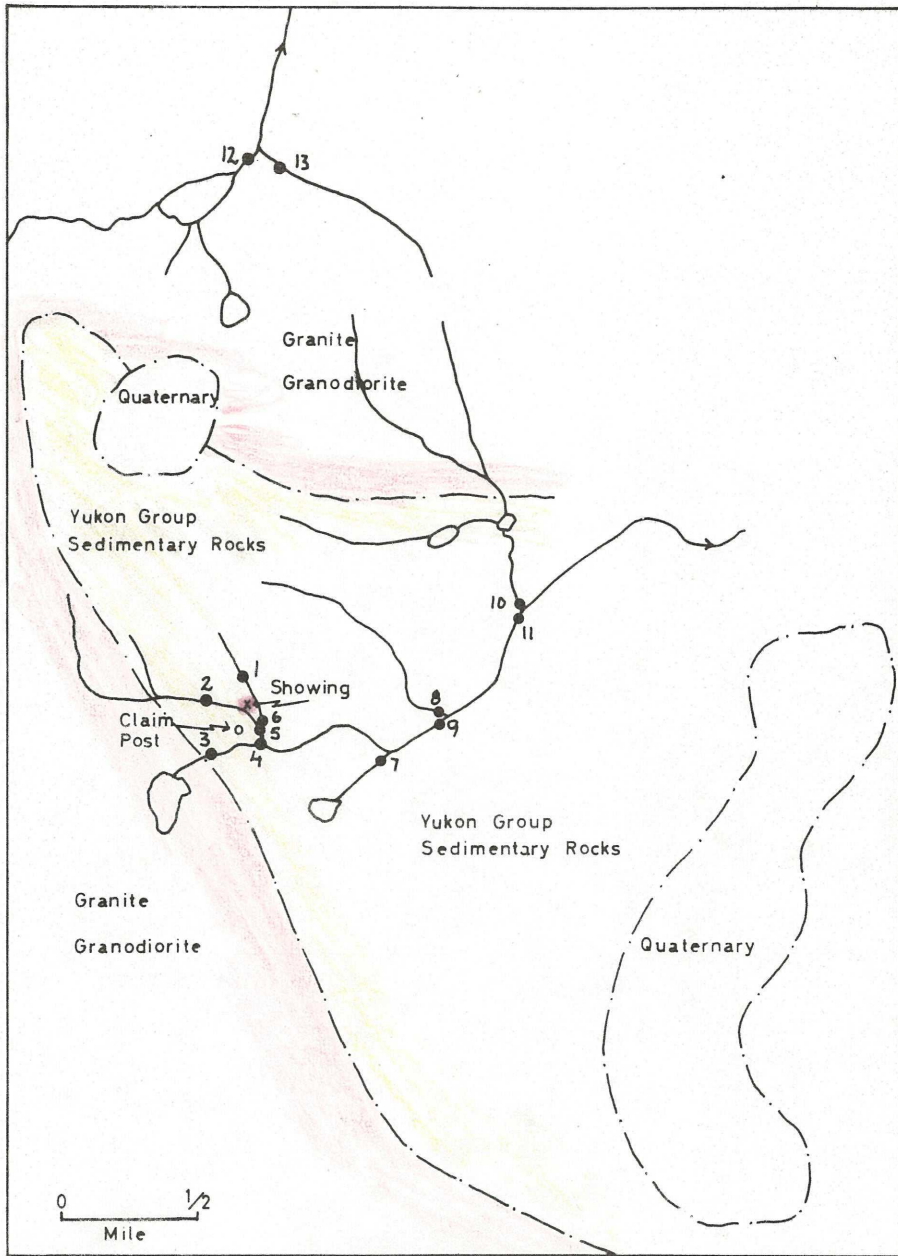 12
13
Granite
Granodiorite
Quaternary
Yukon Group
Sedimentary Rocks
1
2
Showing
x
6
Claim
Post
5
3
4
10
11
8
9
7
Yukon Group
Sedimentary Rocks
Granite
Granodiorite
Quaternary
0 1/2
Mile